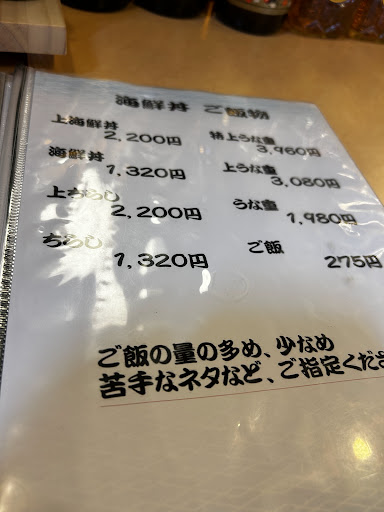 海鮮丼 ご飯物
上海鮮丼
2,200円
海鮮丼
1,320円
上ちらし
2,200円
ちらし
1,320円
特上うな重
3,960円
上うな重
3,080円
うな重
1,980円
ご飯
275円
ご飯の量の多め、少なめ
苦手なネタなど、ご指定くださ